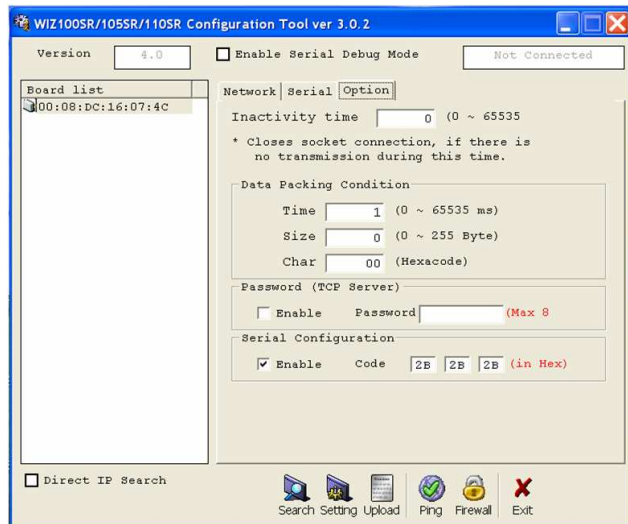 WIZ100SR/105SR/110SR Configuration Tool ver 3.0.2
Version 4.0 Enable Serial Debug Mode Not Connected
Board list
00:08:DC:16:07:4C
Network Serial Option
Inactivity time 0 (0 ~ 65535
* Closes socket connection, if there is
no transmission during this time.
Data Packing Condition
Time 1 (0 ~ 65535 ms)
Size 0 (0 ~ 255 Byte)
Char 00 (Hexacode)
Password (TCP Server)
Enable Password (Max 8
Serial Configuration
Enable Code 2B 2B 2B (in Hex)
Direct IP Search
Search Setting Upload Ping Firewall Exit